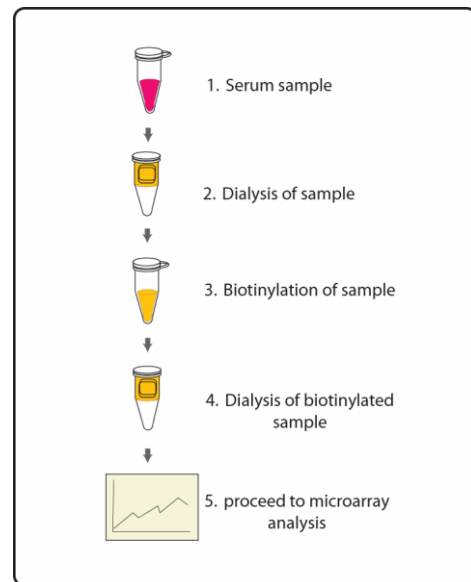 1. Serum sample
2. Dialysis of sample
3. Biotinylation of sample
4. Dialysis of biotinylated
sample
5. proceed to microarray
analysis